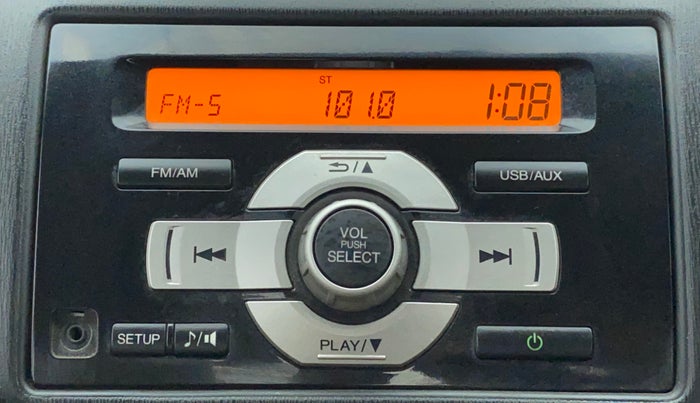 ST
FM-5 101.0 1:08
FM/AM
USB/AUX
VOL
PUSH
SELECT
SETUP
PLAY/▼